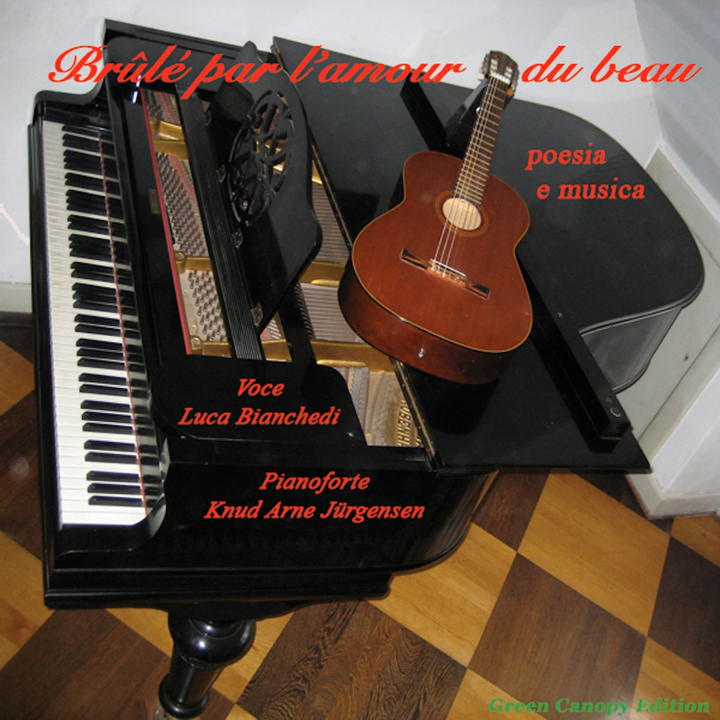 Brûlé par l'amour du beau
poesia
e musica
Voce
Luca Bianchedi
Pianoforte
Knud Arne Jürgensen
Green Canopy Edition